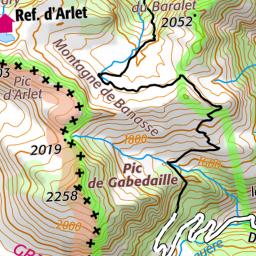 Ref. d'Arlet
2052
du Baralet
Montagne de Banasse
Pic
d'Arlet
1800
2019
1600
Pic
de Gabedaille
2258
2000